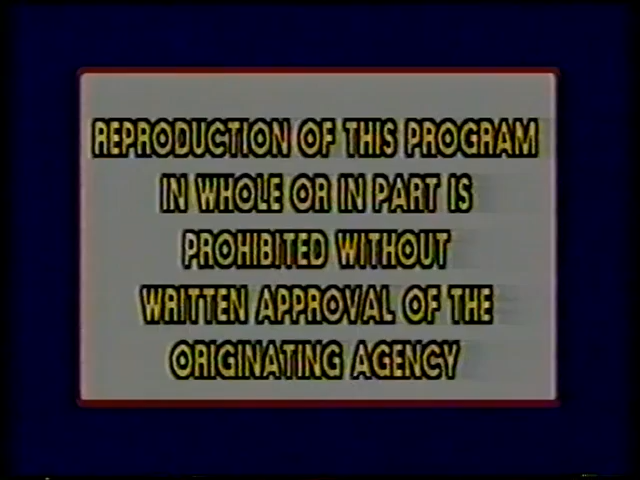 REPRODUCTION OF THIS PROGRAM
IN WHOLE OR IN PART IS
PROHIBITED WITHOUT
WRITTEN APPROVAL OF THE
ORIGINATING AGENCY